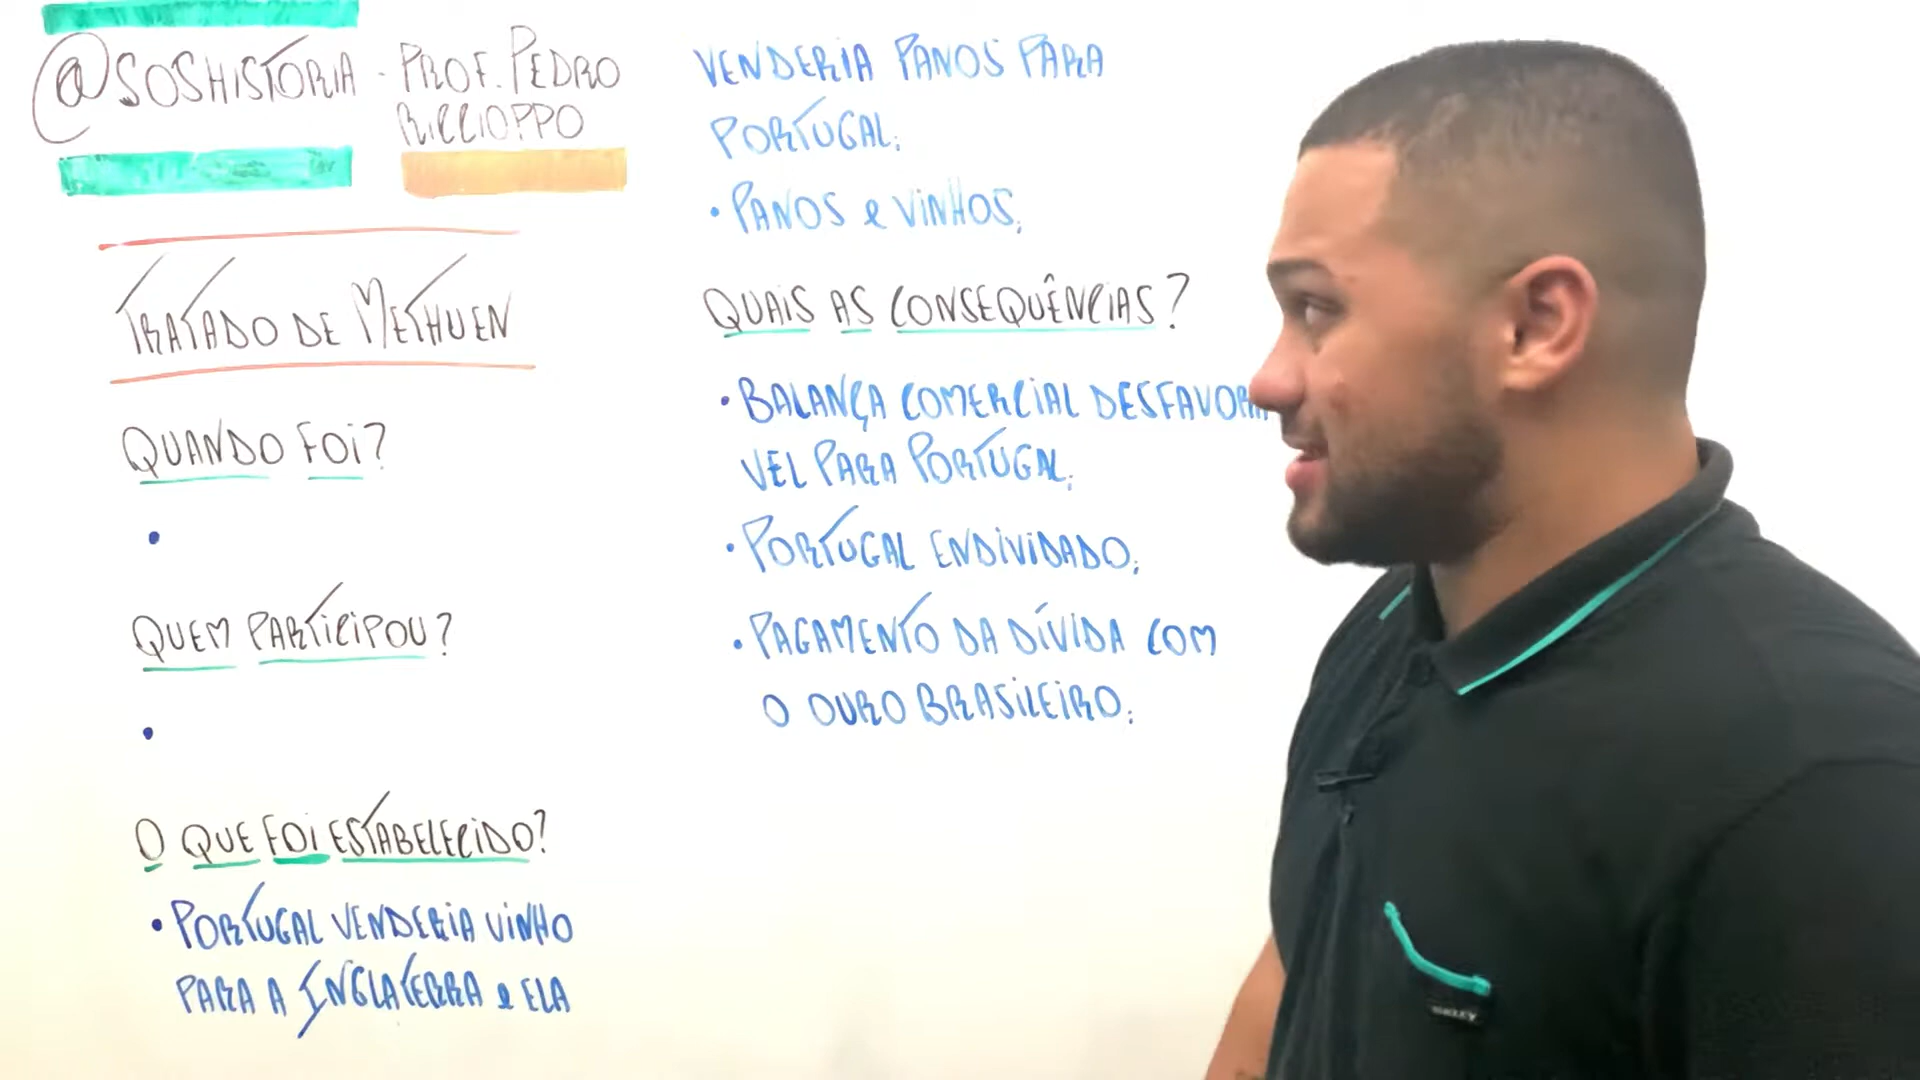 @SOSHISTORIA - PROF. PEDRO
RICCIOPPO
TRATADO DE METHUEN
QUANDO FOI?
•
QUEM PARTICIPOU?
•
O QUE FOI ESTABELECIDO?
• PORTUGAL VENDERIA VINHO
PARA A INGLATERRA e ELA
VENDERIA PANOS PARA
PORTUGAL;
• PANOS e VINHOS;
QUAIS AS CONSEQUÊNCIAS?
• BALANÇA COMERCIAL DESFAVORÁ
VEL PARA PORTUGAL;
• PORTUGAL ENDIVIDADO;
• PAGAMENTO DA DÍVIDA COM
O OURO BRASILEIRO;